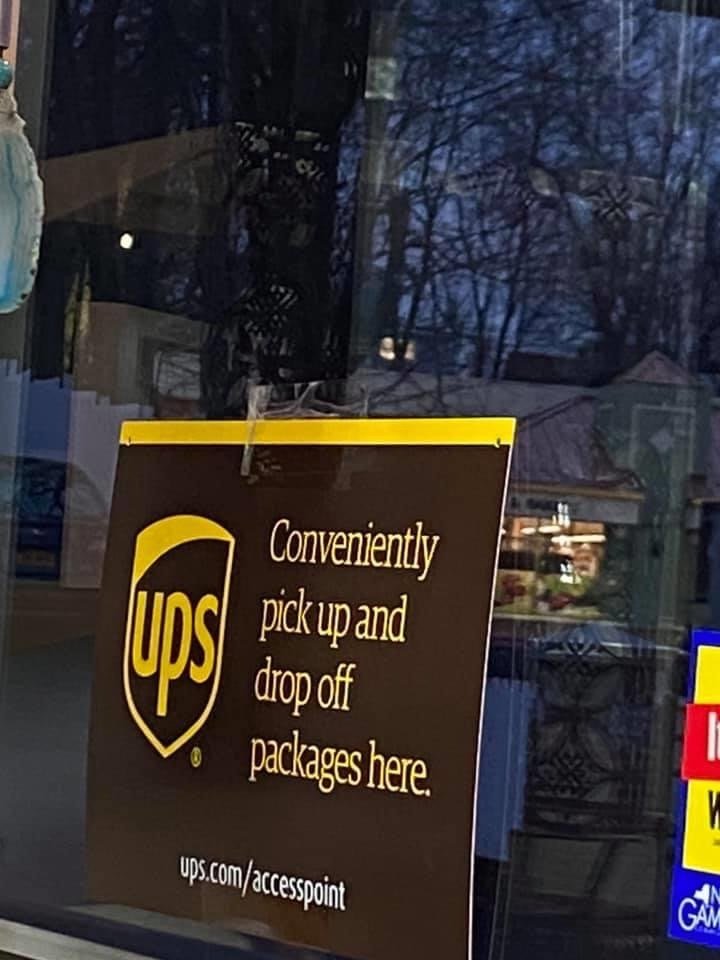 ups
®
Conveniently
pick up and
drop off
packages here.
ups.com/accesspoint